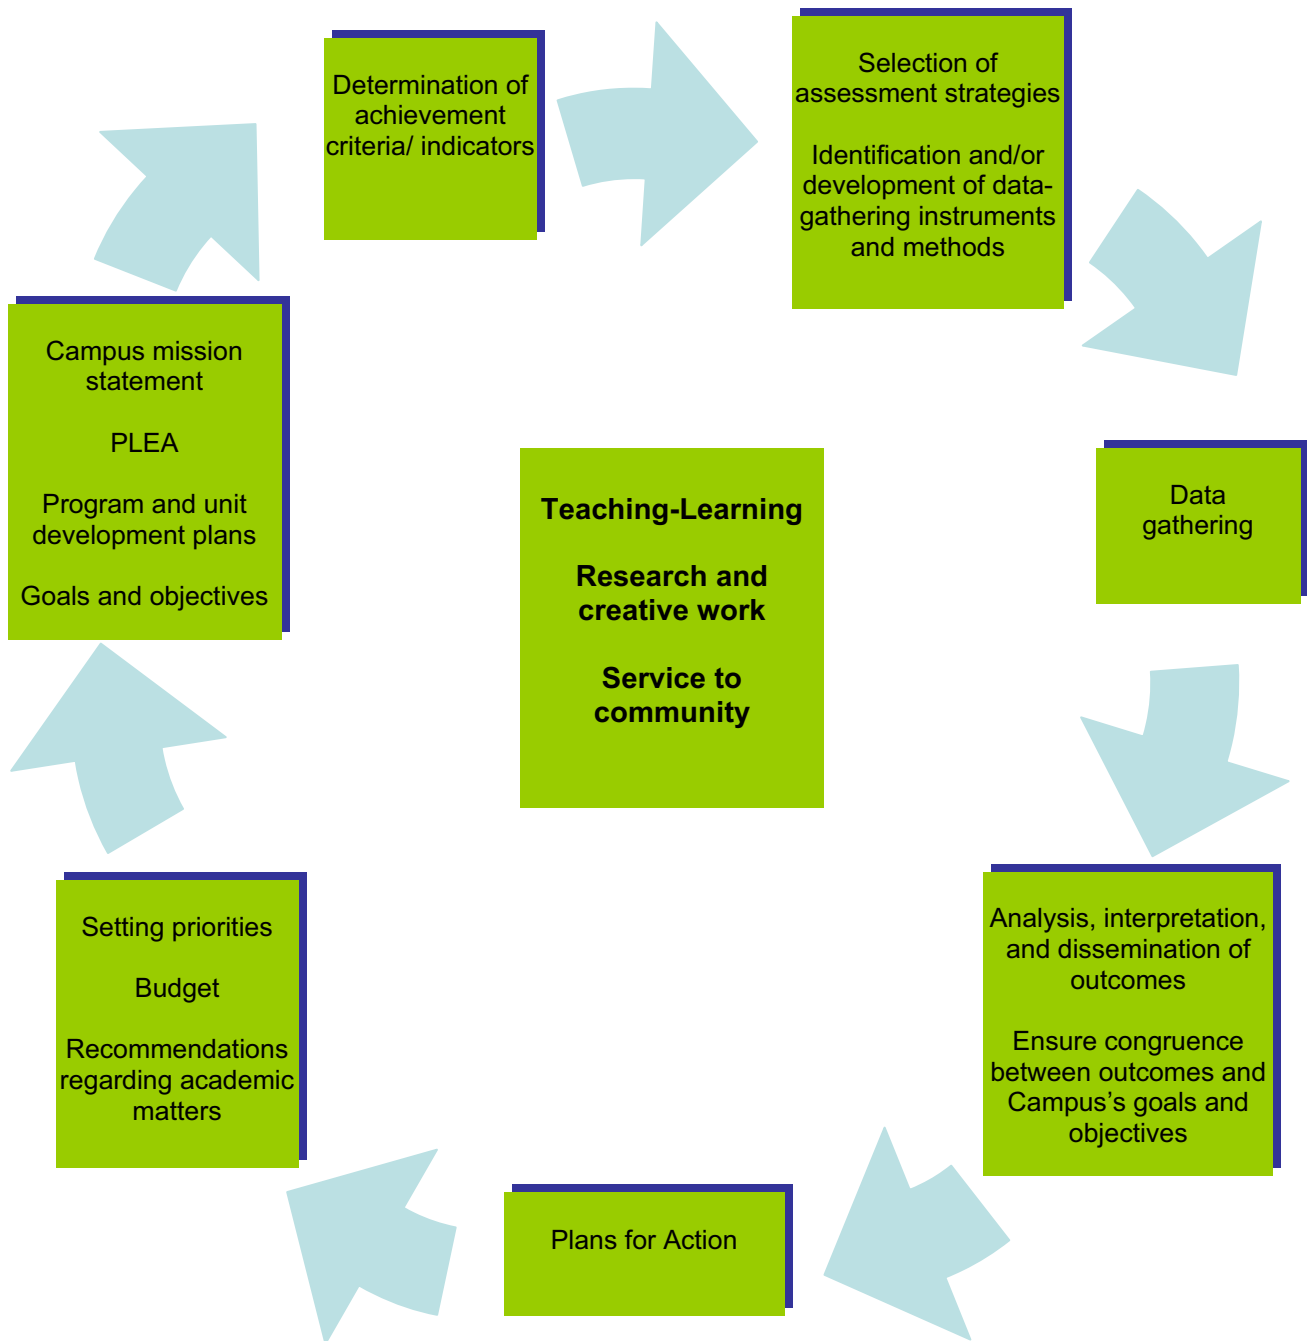 Determination of
achievement
criteria/ indicators
Selection of
assessment strategies
Identification and/or
development of data-
gathering instruments
and methods
Campus mission
statement
PLEA
Program and unit
development plans
Goals and objectives
Teaching-Learning
Research and
creative work
Service to
community
Data
gathering
Setting priorities
Budget
Recommendations
regarding academic
matters
Analysis, interpretation,
and dissemination of
outcomes
Ensure congruence
between outcomes and
Campus’s goals and
objectives
Plans for Action